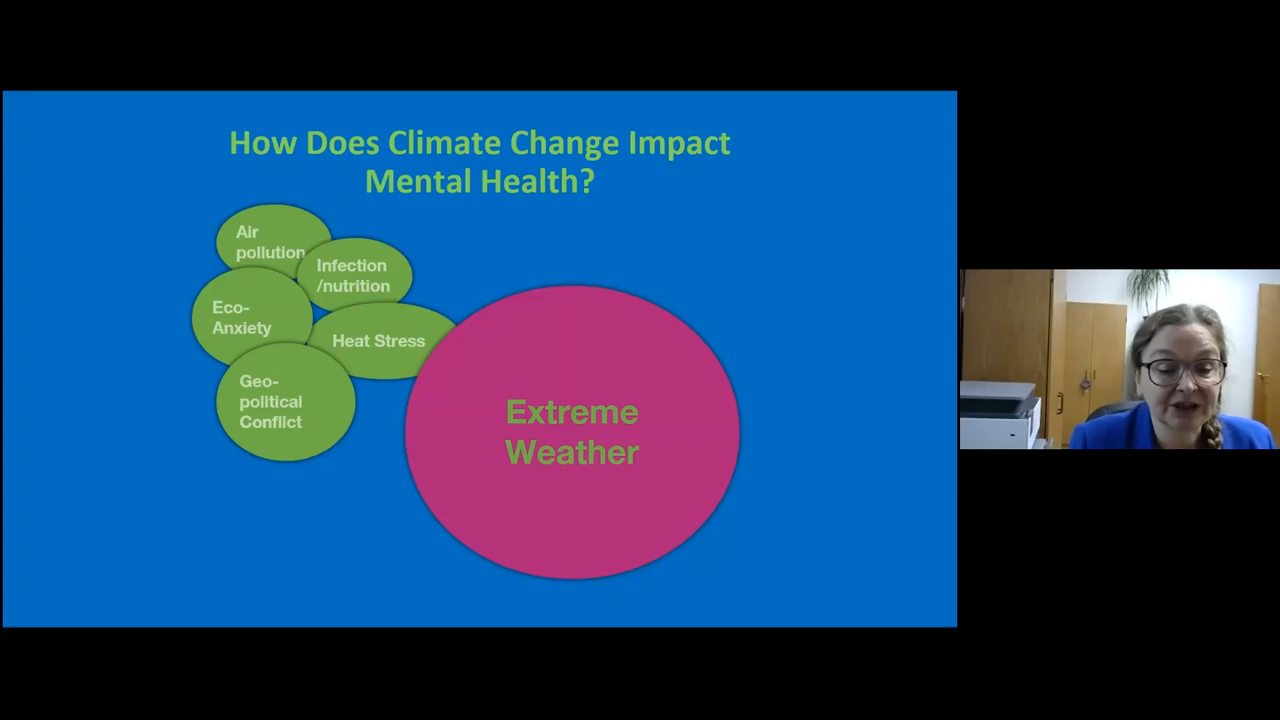 How Does Climate Change Impact
Mental Health?
Air
pollution
Infection
/nutrition
Eco-
Anxiety
Heat Stress
Geo-
political
Conflict
Extreme
Weather